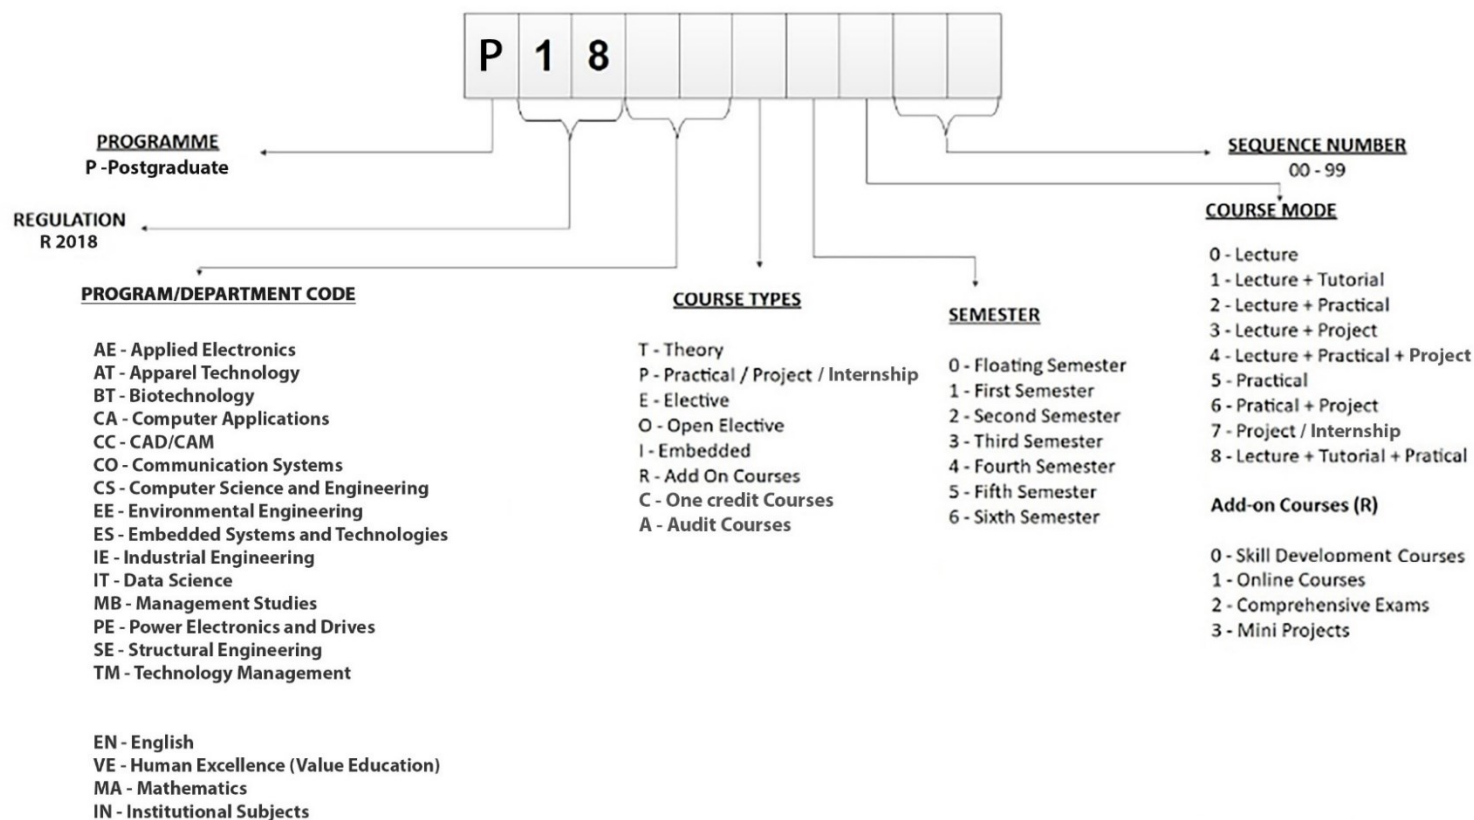 P 1 8
PROGRAMME
P -Postgraduate
REGULATION
R 2018
PROGRAM/DEPARTMENT CODE
AE - Applied Electronics
AT - Apparel Technology
BT - Biotechnology
CA - Computer Applications
CC - CAD/CAM
CO - Communication Systems
CS - Computer Science and Engineering
EE - Environmental Engineering
ES - Embedded Systems and Technologies
IE - Industrial Engineering
IT - Data Science
MB - Management Studies
PE - Power Electronics and Drives
SE - Structural Engineering
TM - Technology Management
EN - English
VE - Human Excellence (Value Education)
MA - Mathematics
IN - Institutional Subjects
COURSE TYPES
T - Theory
P - Practical / Project / Internship
E - Elective
O - Open Elective
I - Embedded
R - Add On Courses
C - One credit Courses
A - Audit Courses
SEMESTER
0 - Floating Semester
1 - First Semester
2 - Second Semester
3 - Third Semester
4 - Fourth Semester
5 - Fifth Semester
6 - Sixth Semester
SEQUENCE NUMBER
00 - 99
COURSE MODE
0 - Lecture
1 - Lecture + Tutorial
2 - Lecture + Practical
3 - Lecture + Project
4 - Lecture + Practical + Project
5 - Practical
6 - Pratical + Project
7 - Project / Internship
8 - Lecture + Tutorial + Pratical
Add-on Courses (R)
0 - Skill Development Courses
1 - Online Courses
2 - Comprehensive Exams
3 - Mini Projects